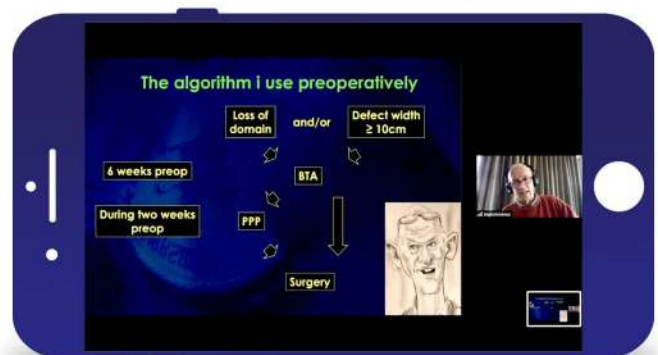 The algorithm i use preoperatively
Loss of
domain
and/or
Defect width
≥ 10cm
6 weeks preop
BTA
During two weeks
preop
PPP
Surgery